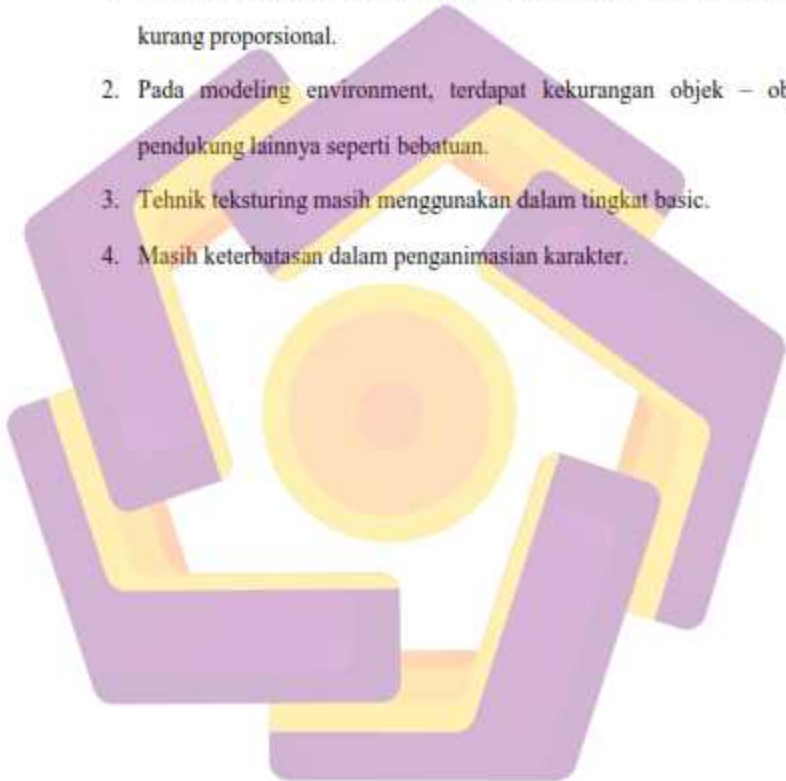 kurang proporsional.
2. Pada modeling environment, terdapat kekurangan objek – ob
pendukung lainnya seperti bebatuan.
3. Tehnik teksturing masih menggunakan dalam tingkat basic.
4. Masih keterbatasan dalam penganimasian karakter.